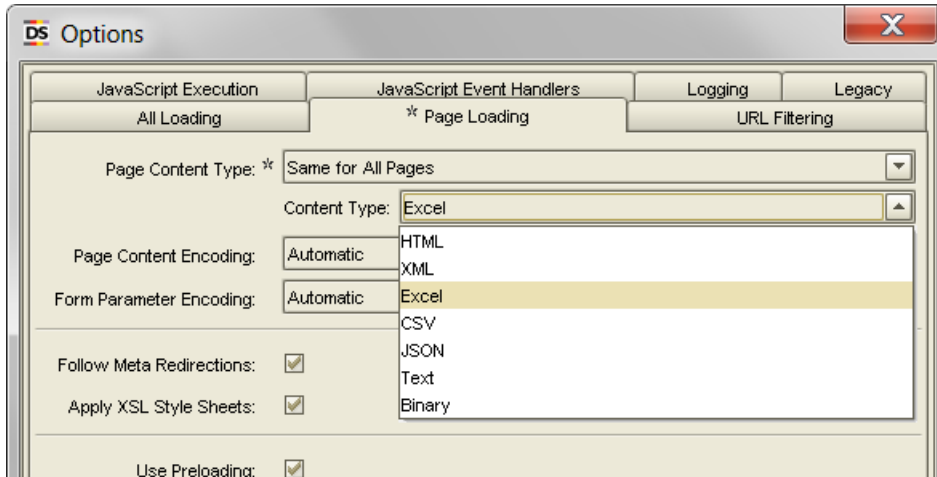 DS Options
JavaScript Execution JavaScript Event Handlers Logging Legacy
All Loading * Page Loading URL Filtering
Page Content Type: * Same for All Pages
Content Type: Excel
HTML
Page Content Encoding: Automatic
XML
Form Parameter Encoding: Automatic
Excel
CSV
JSON
Follow Meta Redirections:
Text
Apply XSL Style Sheets:
Binary
Use Preloading: